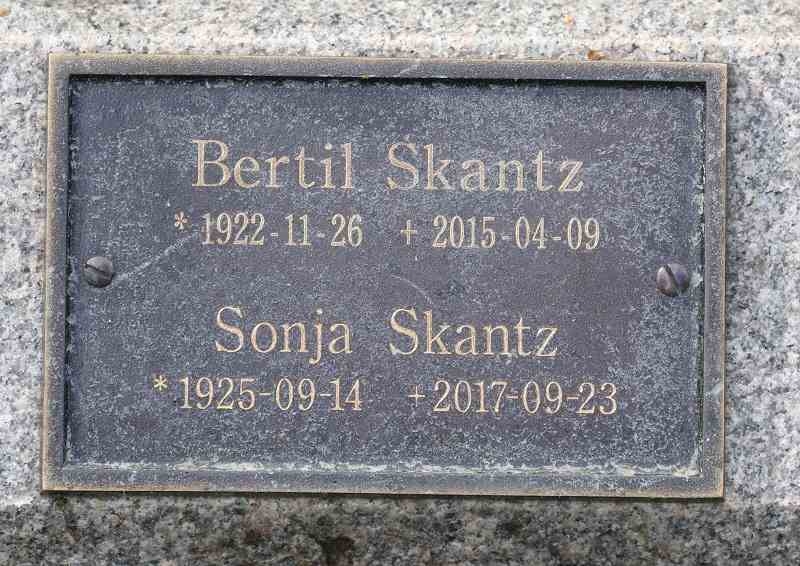 Bertil Skantz
* 1922-11-26 + 2015-04-09
Sonja Skantz
* 1925-09-14 + 2017-09-23